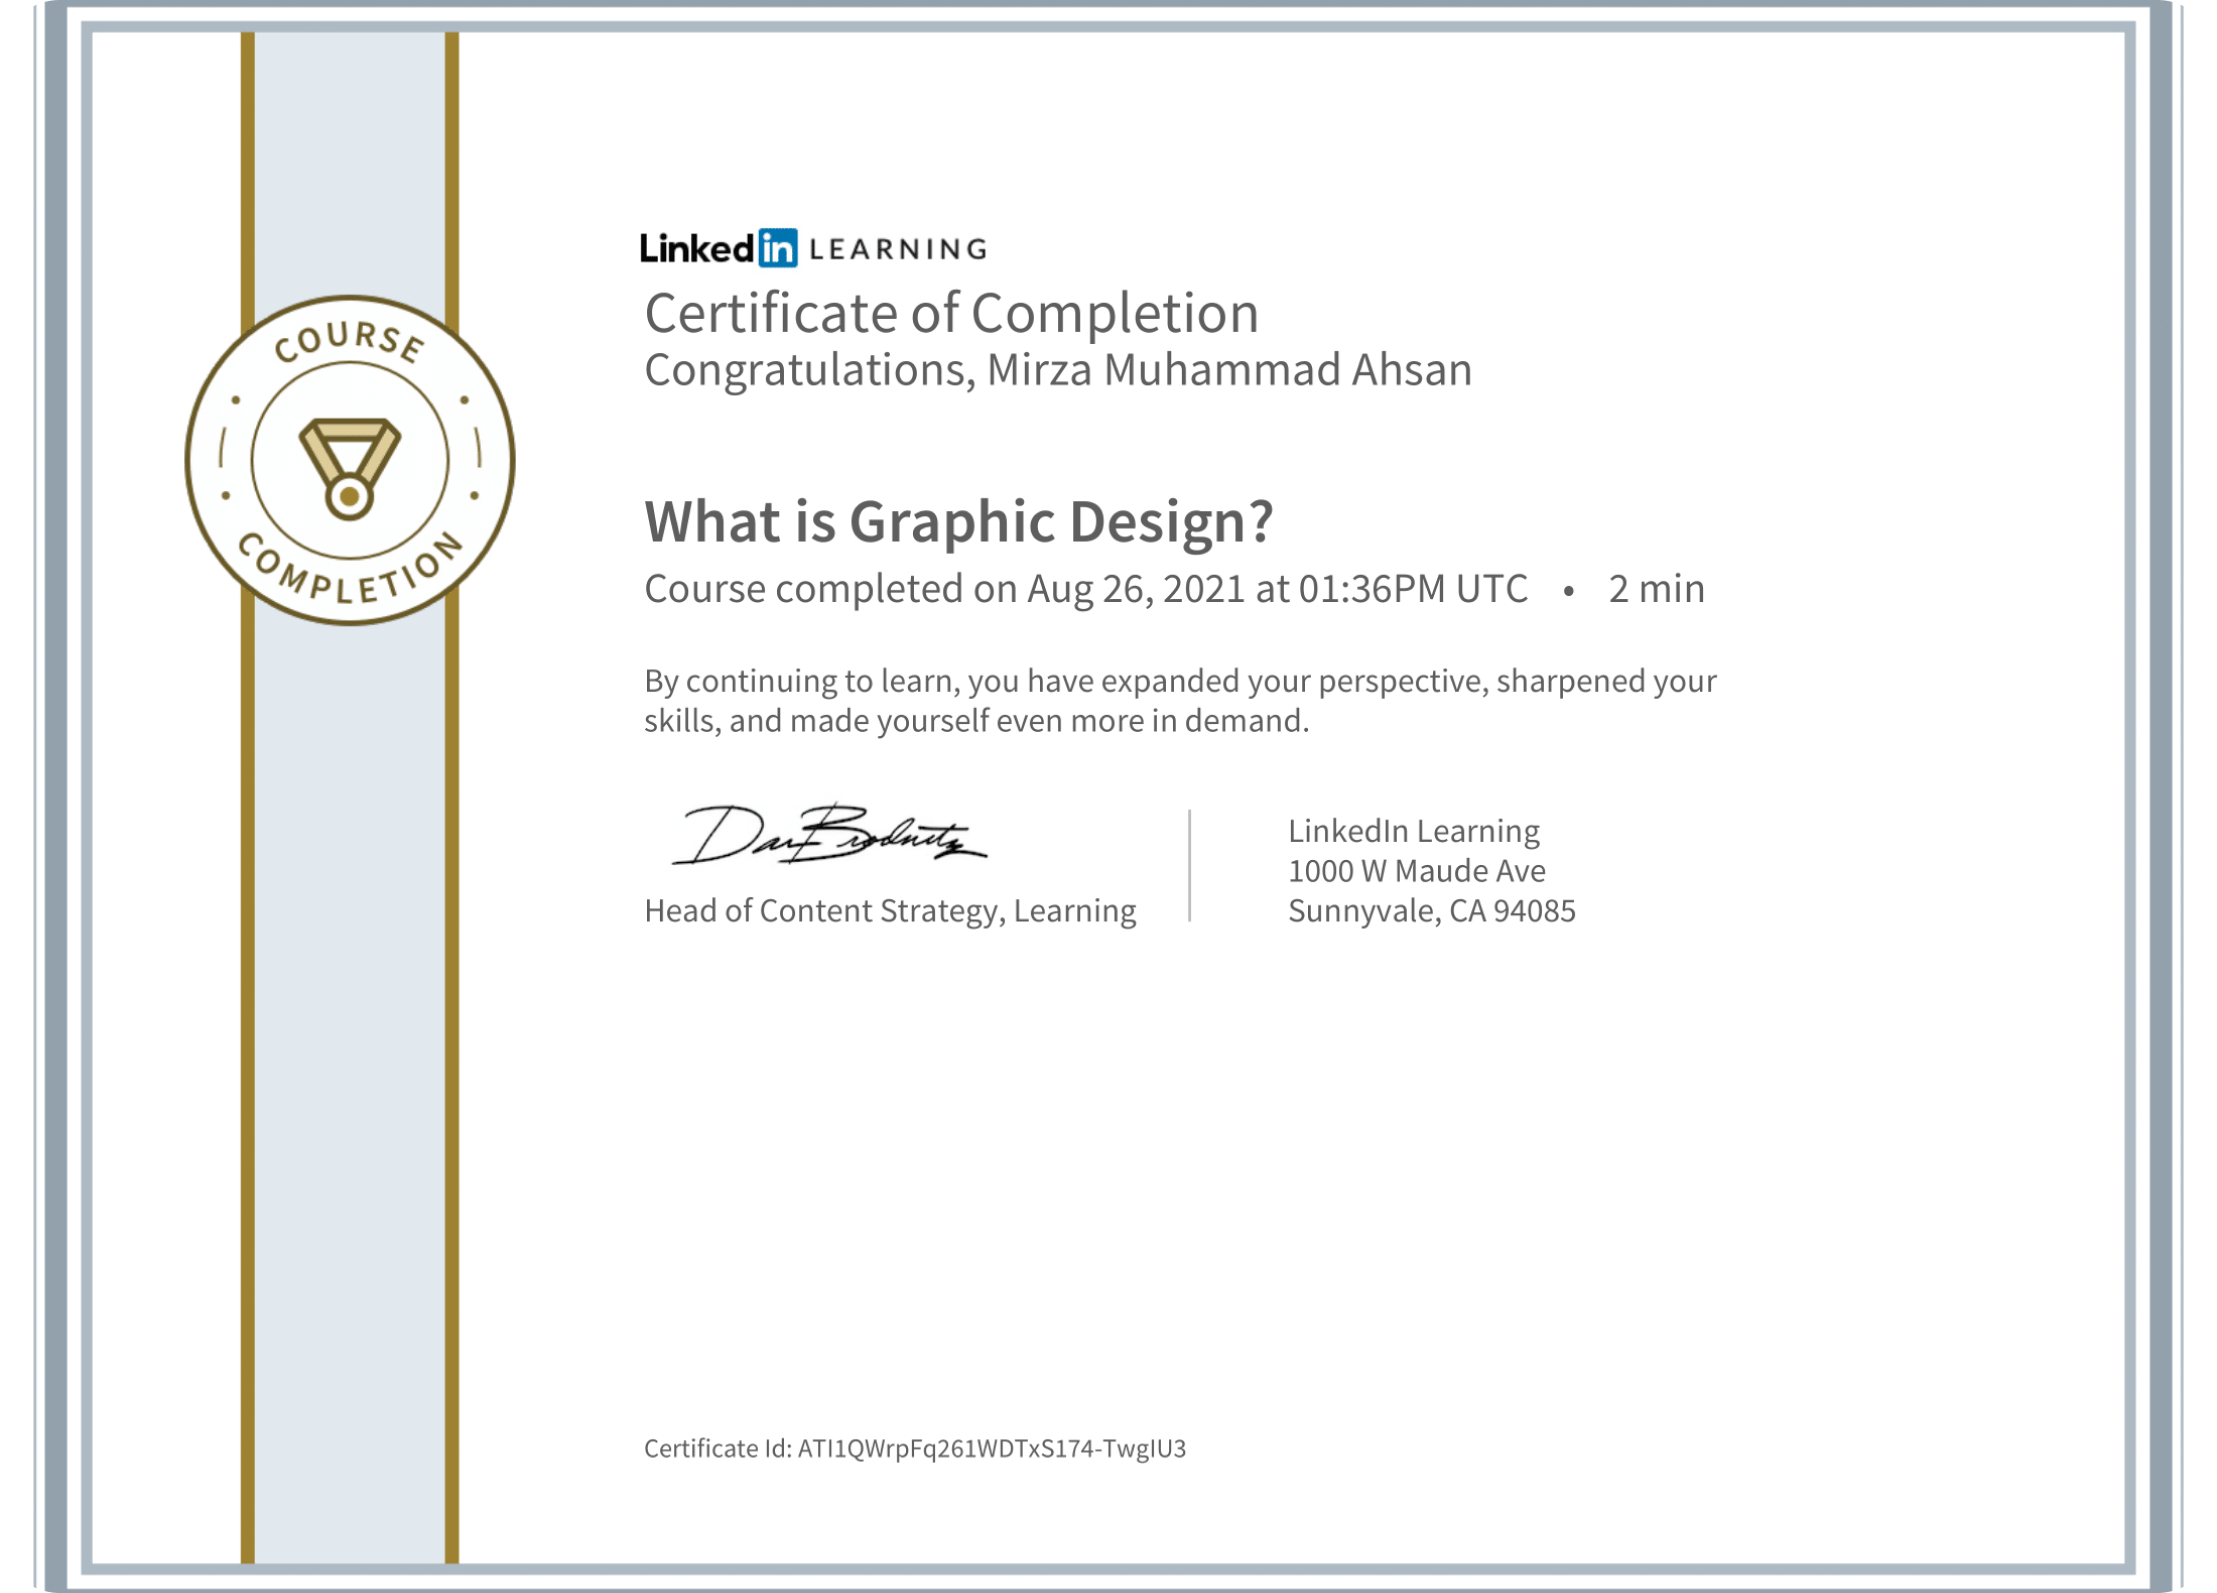 COURSE
COMPLETION
Linked in LEARNING
Certificate of Completion
Congratulations, Mirza Muhammad Ahsan
What is Graphic Design?
Course completed on Aug 26, 2021 at 01:36PM UTC • 2 min
By continuing to learn, you have expanded your perspective, sharpened your
skills, and made yourself even more in demand.
Dan Brodnitz
Head of Content Strategy, Learning
LinkedIn Learning
1000 W Maude Ave
Sunnyvale, CA 94085
Certificate Id: ATI1QWrpFq261WDTxS174-TwgIU3